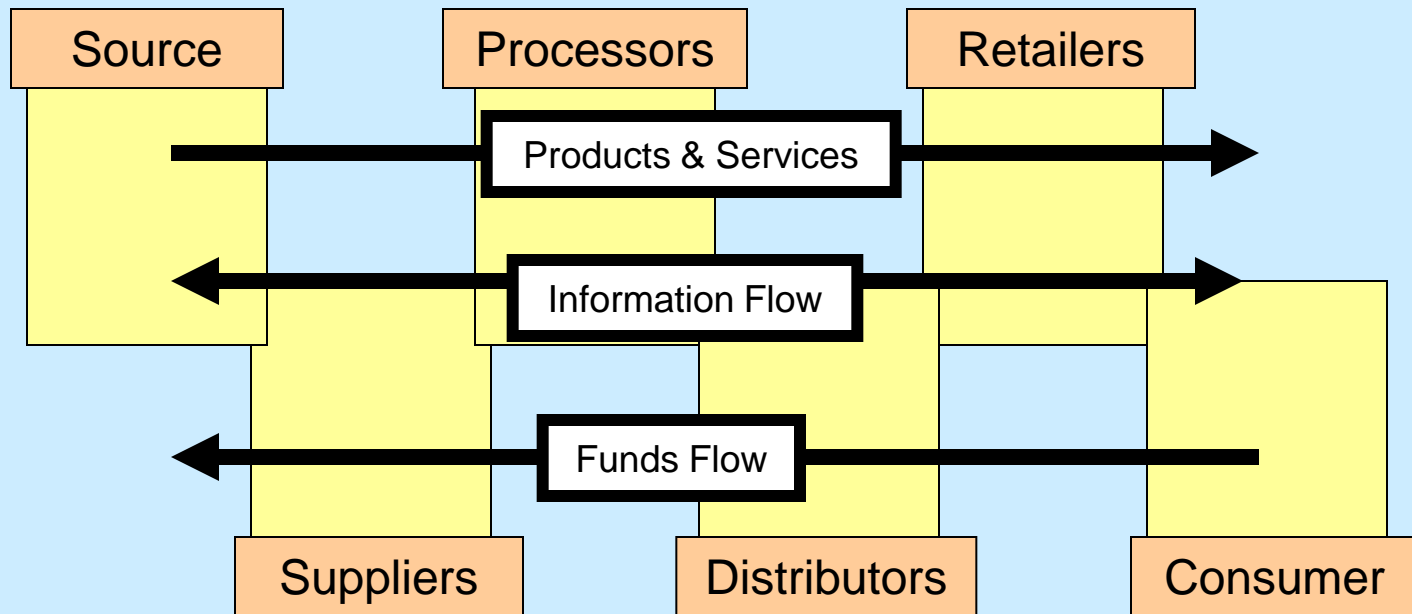 Source
Processors
Retailers
Products & Services
Information Flow
Funds Flow
Suppliers
Distributors
Consumer